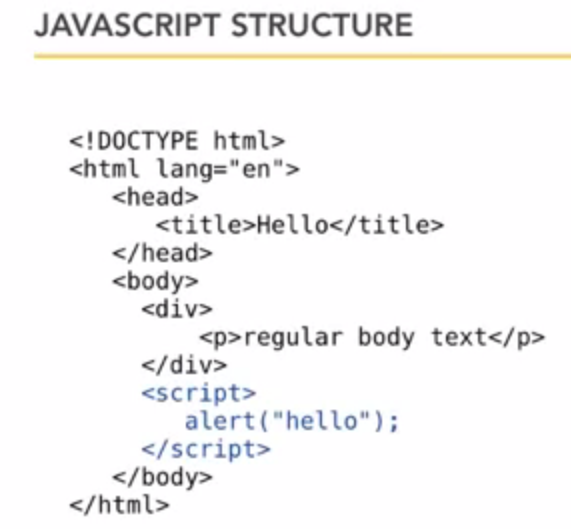 JAVASCRIPT STRUCTURE
<!DOCTYPE html>
<html lang="en">
<head>
<title>Hello</title>
</head>
<body>
<div>
<p>regular body text</p>
</div>
<script>
alert("hello");
</script>
</body>
</html>